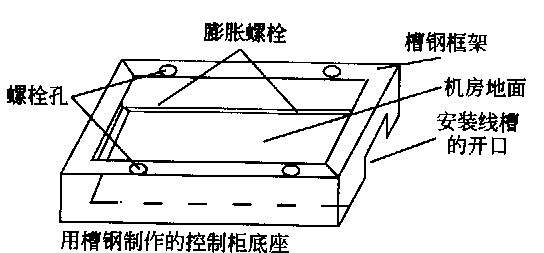 膨胀螺栓
槽钢框架
螺栓孔
机房地面
安装线槽
的开口
用槽钢制作的控制柜底座